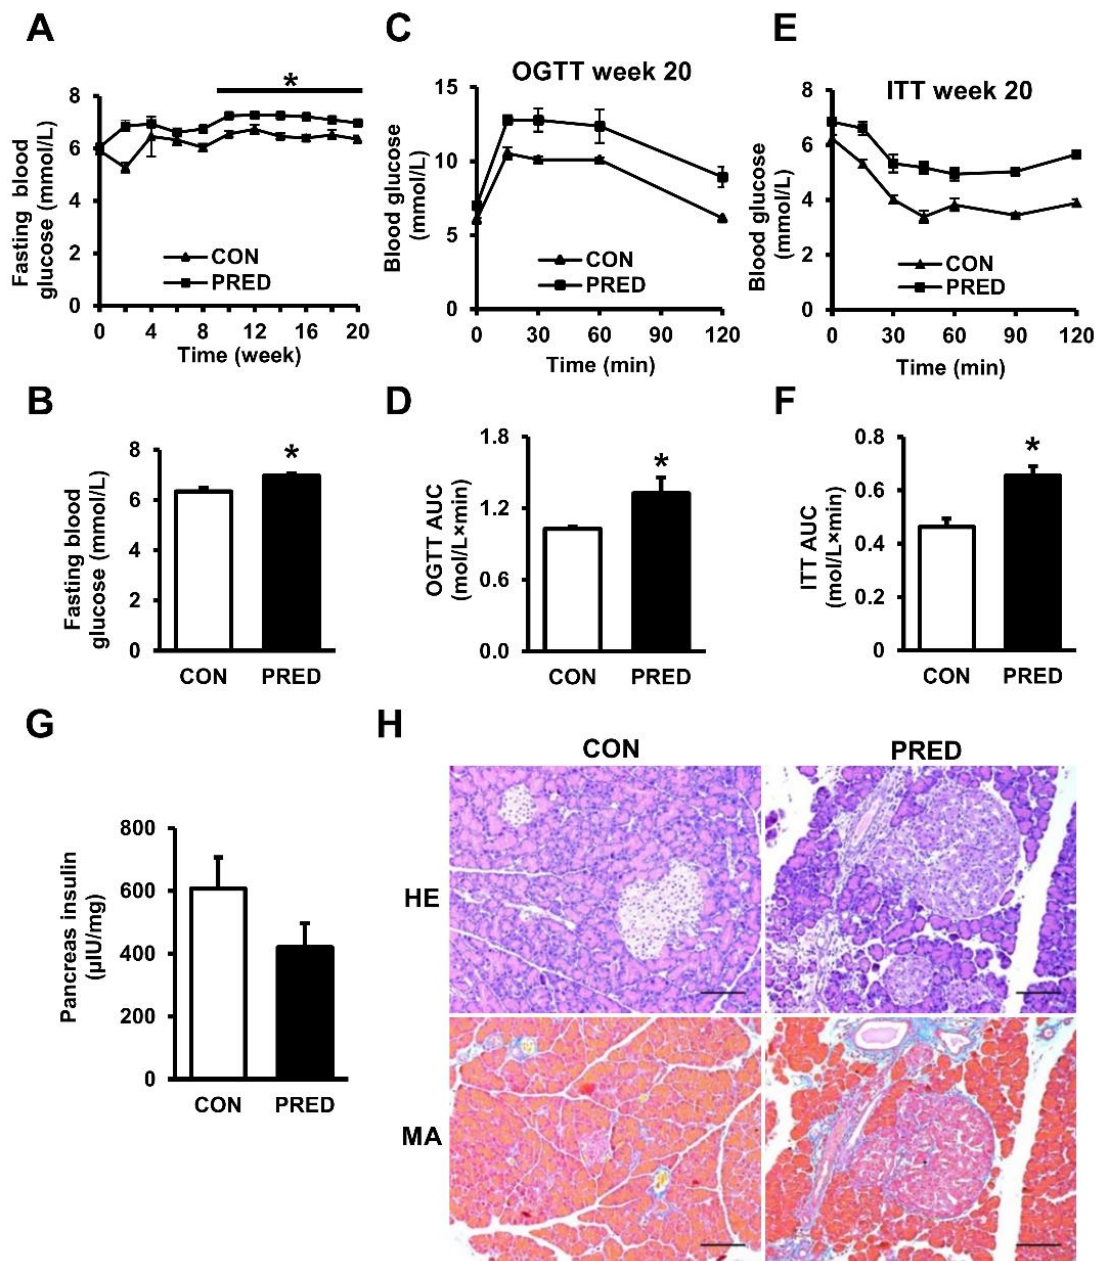 A
*
8
6
4
2
0
Fasting blood
glucose (mmol/L)
CON
PRED
0 4 8 12 16 20
Time (week)
C
OGTT week 20
15
10
5
0
Blood glucose
(mmol/L)
CON
PRED
0 30 60 90 120
Time (min)
E
ITT week 20
8
6
4
2
0
Blood glucose
(mmol/L)
CON
PRED
0 30 60 90 120
Time (min)
B
8
6
4
2
0
Fasting blood
glucose (mmol/L)
*
CON PRED
D
1.8
1.2
0.6
0.0
OGTT AUC
(mol/L×min)
*
CON PRED
F
0.8
0.6
0.4
0.2
0
ITT AUC
(mol/L×min)
*
CON PRED
G
800
600
400
200
0
Pancreas insulin
(µIU/mg)
CON PRED
H
CON PRED
HE
MA